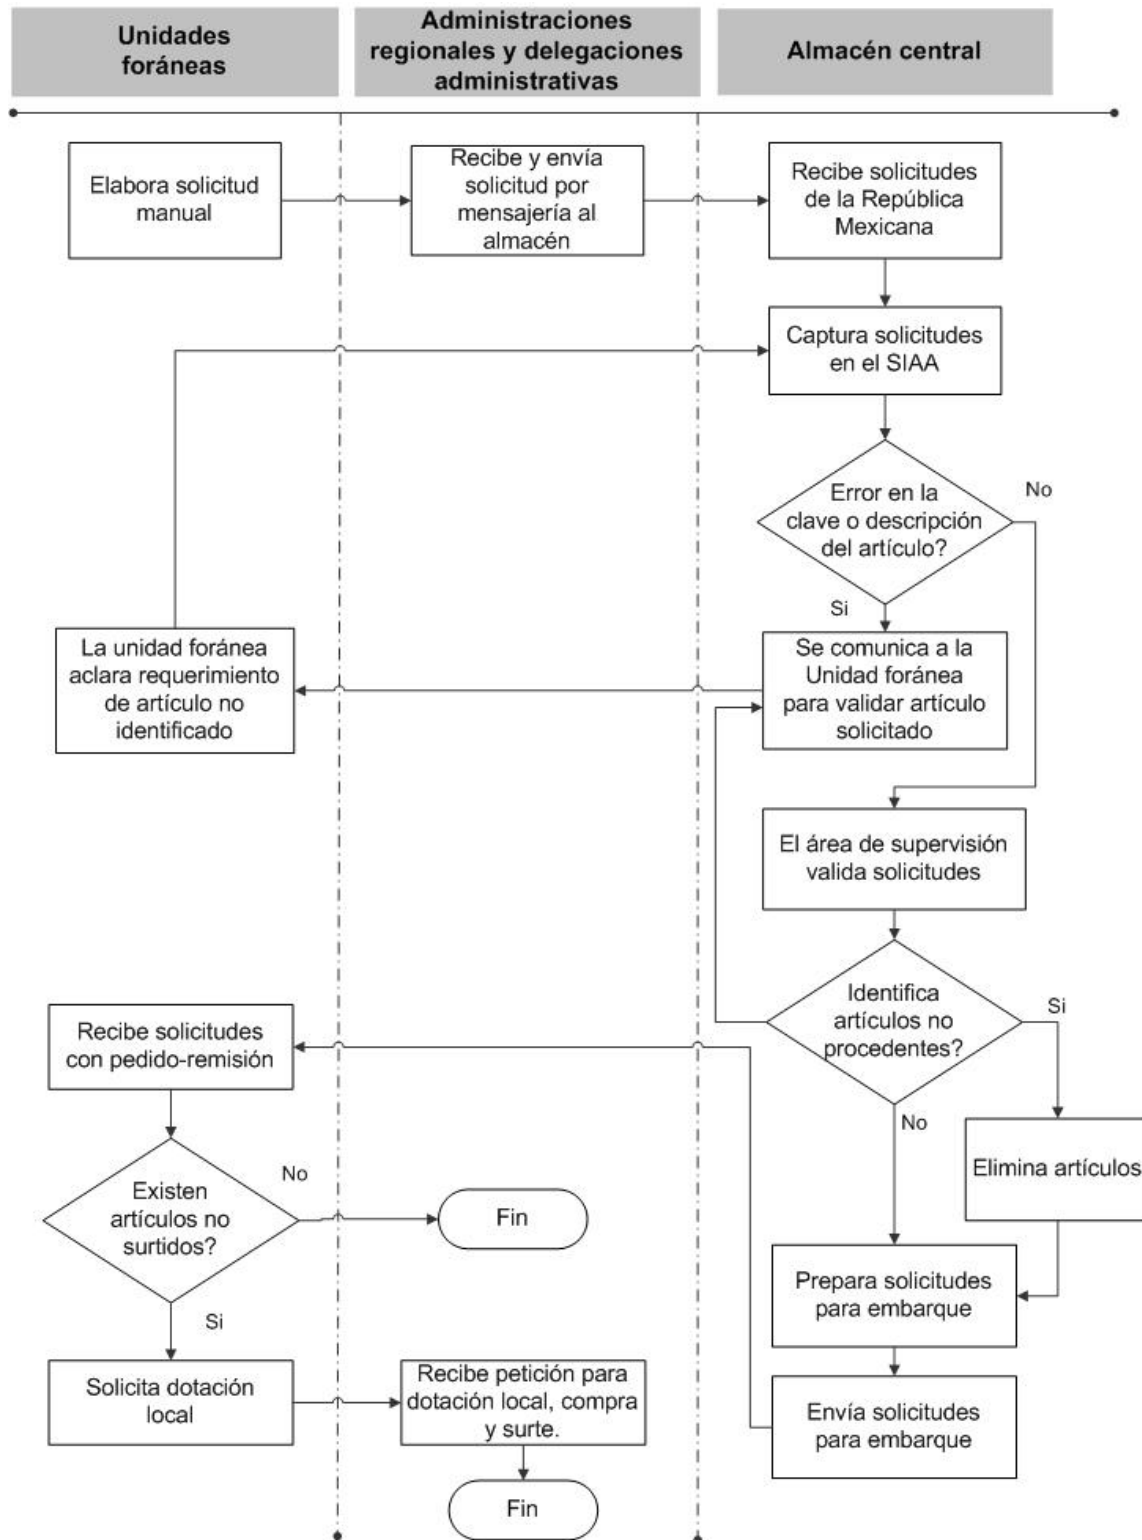 Unidades
foráneas
Administraciones
regionales y delegaciones
administrativas
Almacén central
Elabora solicitud
manual
Recibe y envía
solicitud por
mensajería al
almacén
Recibe solicitudes
de la República
Mexicana
Captura solicitudes
en el SIAA
Error en la
clave o descripción
del artículo?
No
Si
La unidad foránea
aclara requerimiento
de artículo no
identificado
Se comunica a la
Unidad foránea
para validar artículo
solicitado
El área de supervisión
valida solicitudes
Identifica
artículos no
procedentes?
Si
No
Elimina artículos
Recibe solicitudes
con pedido-remisión
Existen
artículos no
surtidos?
No
Fin
Si
Prepara solicitudes
para embarque
Solicita dotación
local
Recibe petición para
dotación local, compra
y surte.
Envía solicitudes
para embarque
Fin